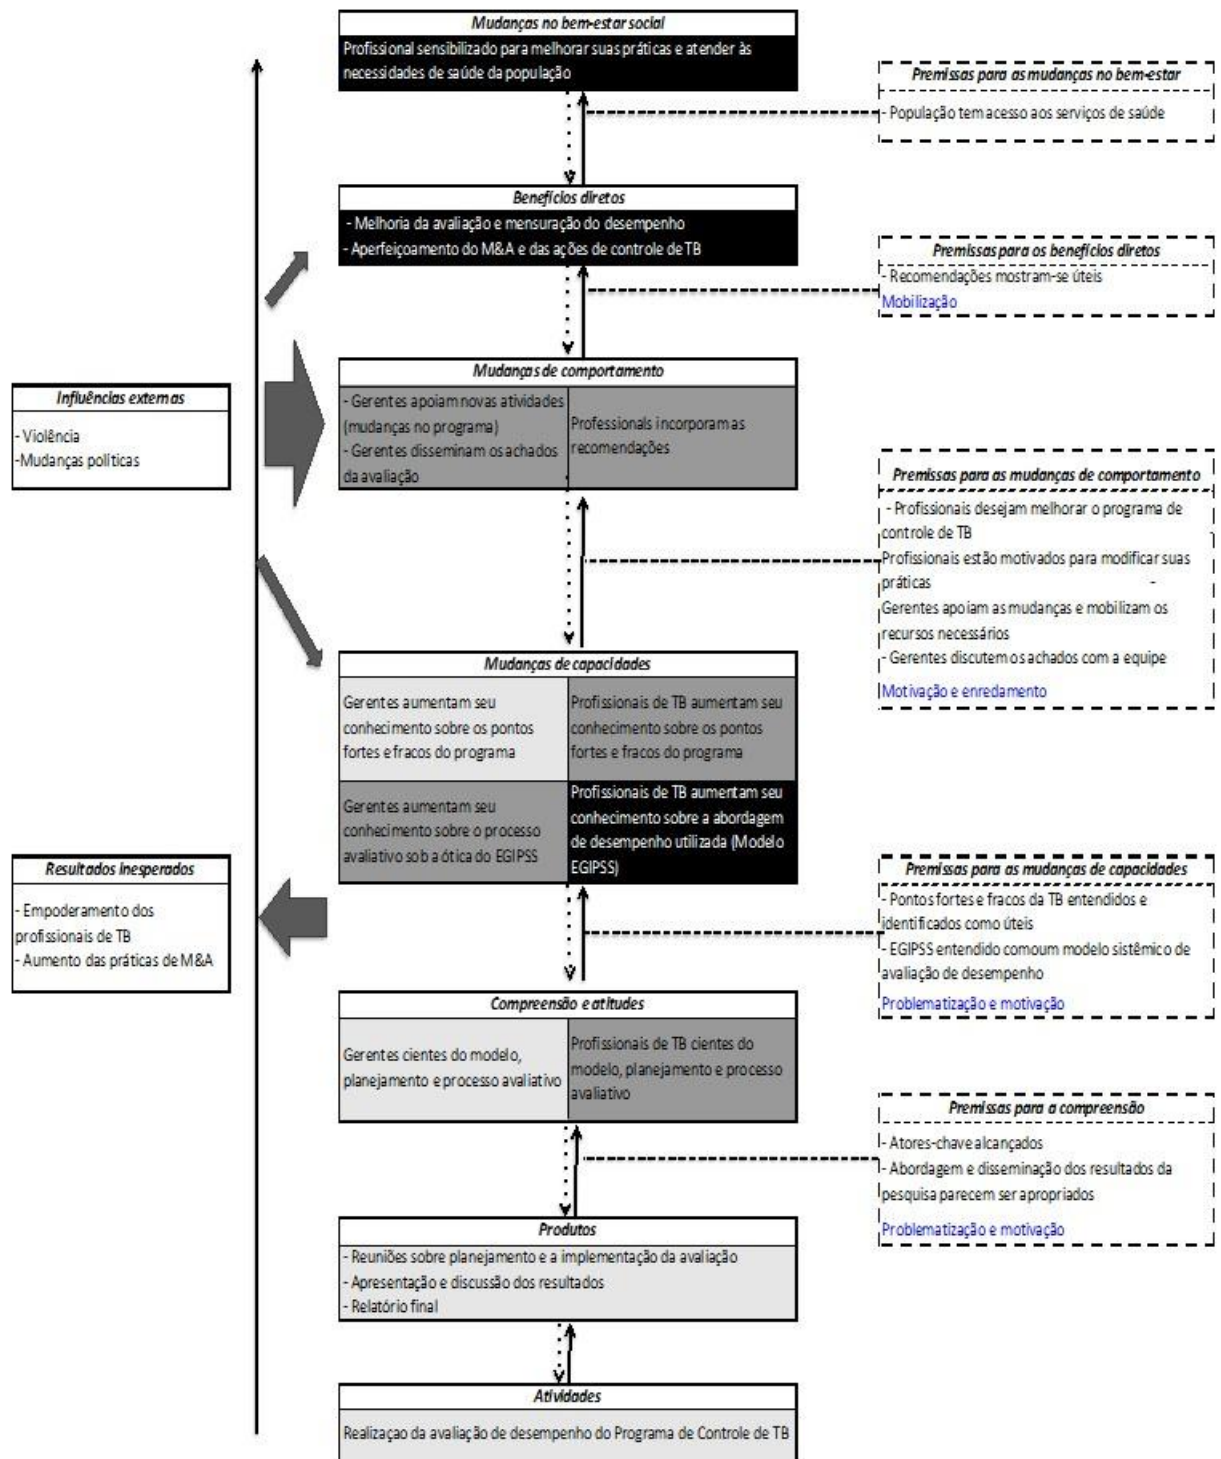 Mudanças no bem-estar social
Profissional sensibilizado para melhorar suas práticas e atender às
necessidades de saúde da população
Premissas para as mudanças no bem-estar
- População tem acesso aos serviços de saúde
Benefícios diretos
- Melhoria da avaliação e mensuração do desempenho
- Aperfeiçoamento do M&A e das ações de controle de TB
Premissas para os benefícios diretos
- Recomendações mostram-se úteis
Mobilização
Mudanças de comportamento
- Gerentes apoiam novas atividades
(mudanças no programa)
- Gerentes disseminam os achados
da avaliação
Professionals incorporam as
recomendações
Influências externas
- Violência
-Mudanças políticas
Premissas para as mudanças de comportamento
- Profissionais desejam melhorar o programa de
controle de TB
Profissionais estão motivados para modificar suas
práticas -
Gerentes apoiam as mudanças e mobilizam os
recursos necessários
- Gerentes discutem os achados com a equipe
Motivação e enredamento
Mudanças de capacidades
Gerentes aumentam seu
conhecimento sobre os pontos
fortes e fracos do programa
Profissionais de TB aumentam seu
conhecimento sobre os pontos
fortes e fracos do programa
Gerentes aumentam seu
conhecimento sobre o processo
avaliativo sob a ótica do EGIPSS
Profissionais de TB aumentam seu
conhecimento sobre a abordagem
de desempenho utilizada (Modelo
EGIPSS)
Resultados Inesperados
- Empoderamento dos
profissionais de TB
- Aumento das práticas de M&A
Premissas para as mudanças de capacidades
- Pontos fortes e fracos da TB entendidos e
identificados como úteis
- EGIPSS entendido comoum modelo sistêmico de
avaliação de desempenho
Problematização e motivação
Compreensão e atitudes
Gerentes cientes do modelo,
planejamento e processo avaliativo
Profissionais de TB cientes do
modelo, planejamento e processo
avaliativo
Premissas para a compreensão
- Atores-chave alcançados
- Abordagem e disseminação dos resultados da
pesquisa parecem ser apropriados
Problematização e motivação
Produtos
- Reuniões sobre planejamento e a implementação da avaliação
- Apresentação e discussão dos resultados
- Relatório final
Atividades
Realizaçao da avaliação de desempenho do Programa de Controle de TB